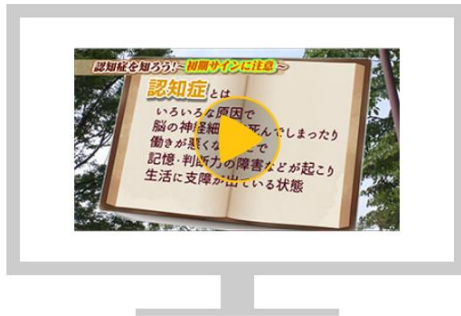 認知症を知ろう!~初期サインに注意~
認知症とは
いろいろな原因で
脳の神経細 死んでしまったり
働きが悪くな で
記憶・判断力の障害などが起こり
生活に支障が出ている状態